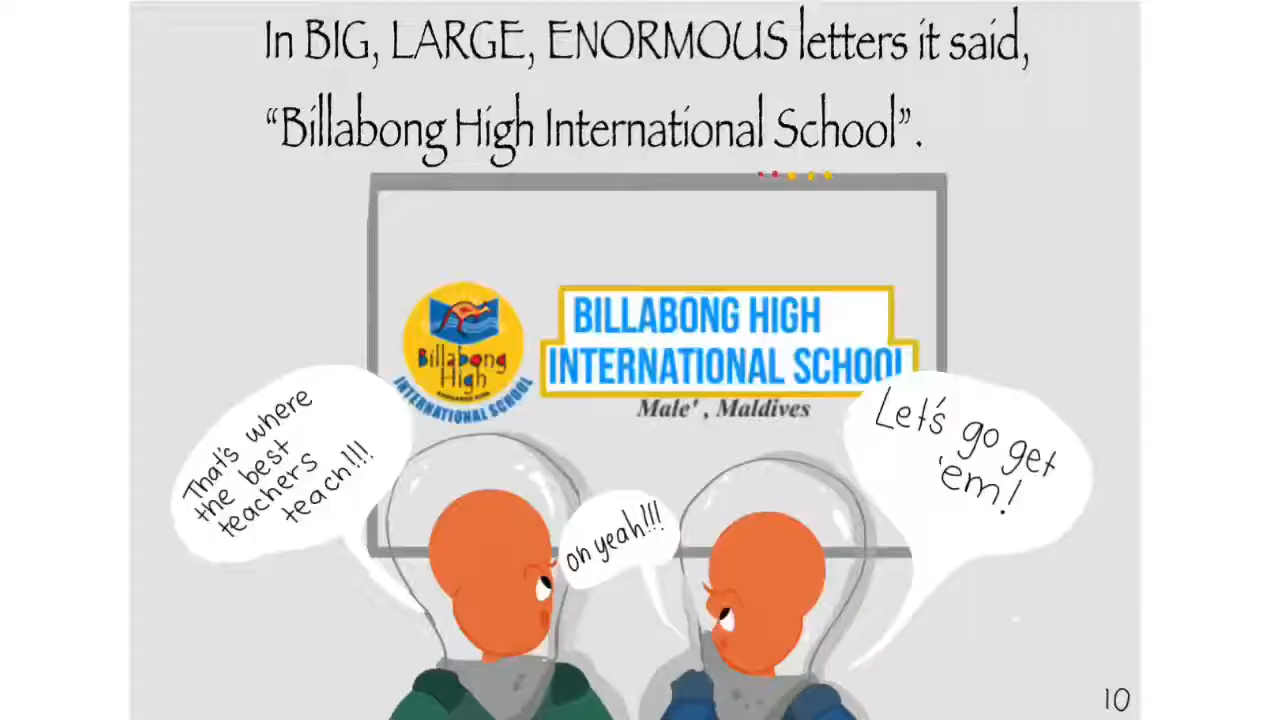 In BIG, LARGE, ENORMOUS letters it said,
“Billabong High International School”.
Billabong
High
INTERNATIONAL SCHOOL
BILLABONG HIGH
INTERNATIONAL SCHOOL
Male' , Maldives
That's where
the best
teachers
teach!!!
oh yeah!!!
Let's go get
'em!
10